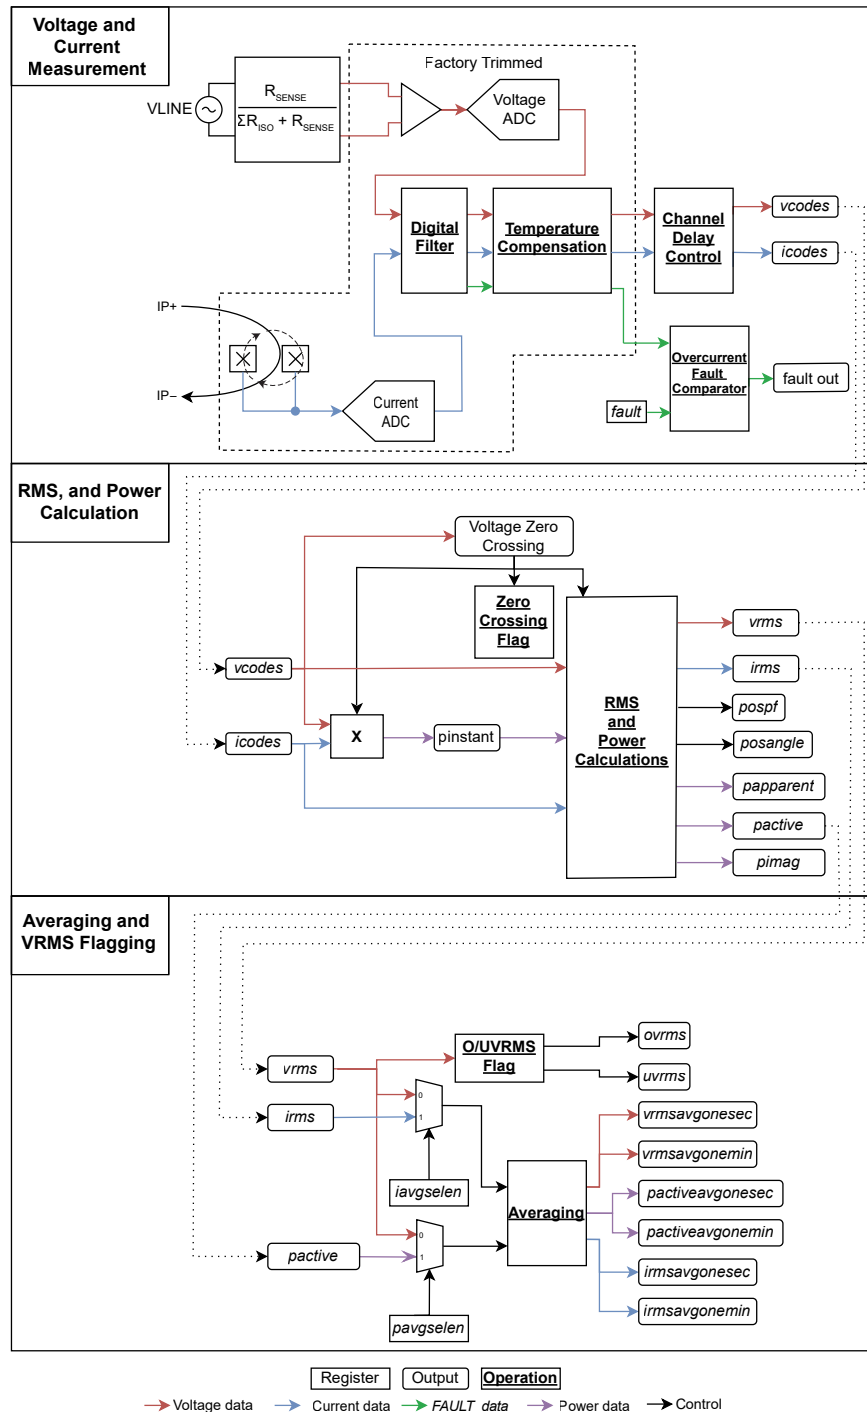 Voltage and
Current
Measurement
Factory Trimmed
VLINE
RSENSE
ΣRISO + RSENSE
Voltage
ADC
Digital
Filter
Temperature
Compensation
Channel
Delay
Control
vcodes
icodes
IP+
IP–
X
X
Current
ADC
Overcurrent
Fault
Comparator
fault
fault out
RMS, and Power
Calculation
Voltage Zero
Crossing
Zero
Crossing
Flag
vcodes
icodes
X
pinstant
RMS
and
Power
Calculations
vrms
irms
pospf
posangle
papparent
pactive
pimag
Averaging and
VRMS Flagging
vrms
irms
O/UVRMS
Flag
ovrms
uvrms
0
1
iavgselen
pactive
0
1
pavgselen
Averaging
vrmsavgonesec
vrmsavgonemin
pactiveavgonesec
pactiveavgonemin
irmsavgonesec
irmsavgonemin
Register
Output
Operation
Voltage data
Current data
FAULT data
Power data
Control